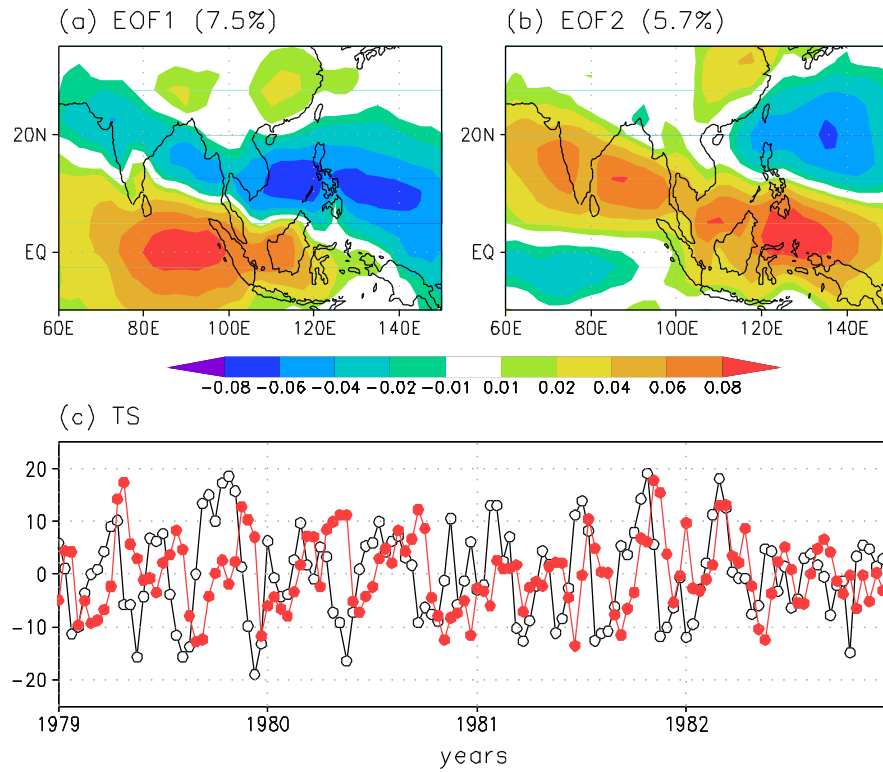 (a) EOF1 (7.5%) (b) EOF2 (5.7%)
20N 20N
EQ EQ
60E 80E 100E 120E 140E 60E 80E 100E 120E 140E
-0.08 -0.06 -0.04 -0.02 -0.01 0.01 0.02 0.04 0.06 0.08
(c) TS
20
10
0
-10
-20
1979 1980 1981 1982
years